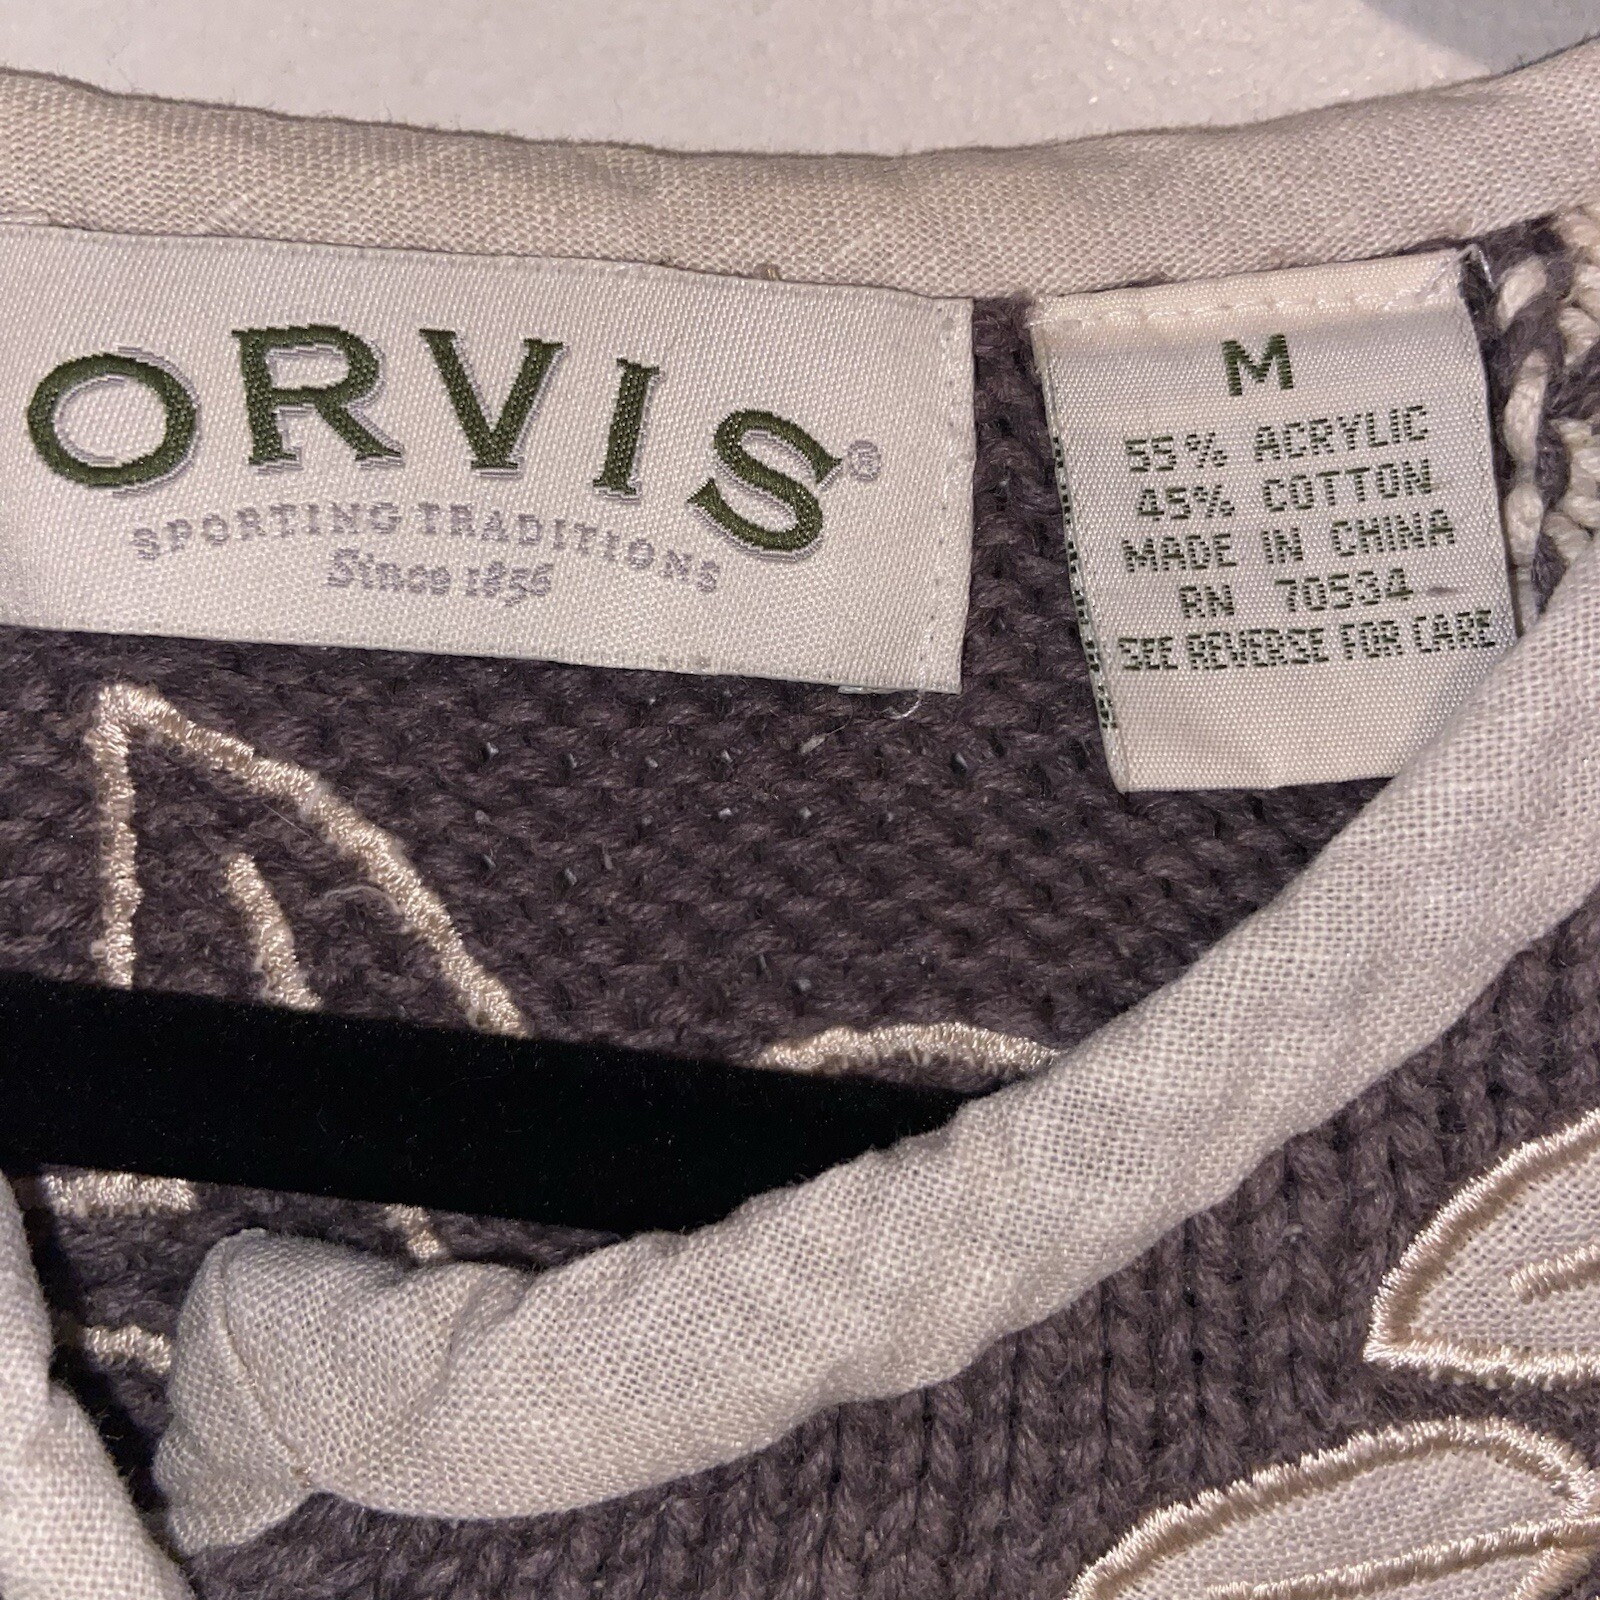 ORVIS®
SPORTING TRADITIONS
Since 1856
M
55% ACRYLIC
45% COTTON
MADE IN CHINA
RN 70534
SEE REVERSE FOR CARE